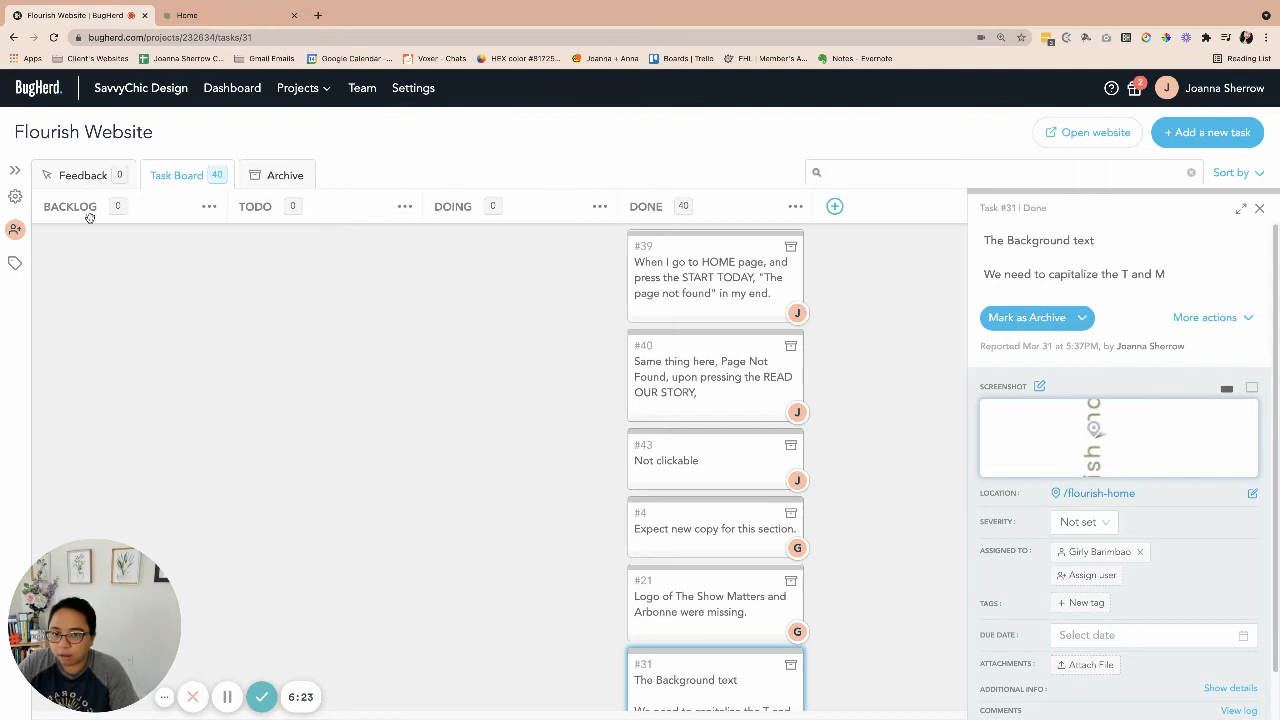 Flourish Website | BugHerd
Home
bugherd.com/projects/232634/tasks/31
Apps
Client's Websites
Joanna Sherrow C...
Gmail Emails
Google Calendar -...
Voxer - Chats
HEX color #81725...
Joanna + Anna
Boards | Trello
FHL | Member's A...
Notes - Evernote
Reading List
BugHerd.
SavvyChic Design
Dashboard
Projects
Team
Settings
2
J
Joanna Sherrow
Flourish Website
Open website
+ Add a new task
Feedback 0
Task Board 40
Archive
Sort by
BACKLOG 0
TODO 0
DOING 0
DONE 40
#39
When I go to HOME page, and
press the START TODAY, "The
page not found" in my end.
J
#40
Same thing here, Page Not
Found, upon pressing the READ
OUR STORY,
J
#43
Not clickable
J
#4
Expect new copy for this section.
G
#21
Logo of The Show Matters and
Arbonne were missing.
G
#31
The Background text
We need to capitalize the T and
Task #31 | Done
The Background text
We need to capitalize the T and M
Mark as Archive
More actions
Reported Mar 31 at 5:37PM, by Joanna Sherrow
SCREENSHOT
LOCATION: /flourish-home
SEVERITY: Not set
ASSIGNED TO: Girly Barimbao
Assign user
TAGS: + New tag
DUE DATE: Select date
ATTACHMENTS: Attach File
ADDITIONAL INFO: Show details
COMMENTS View log
6:23